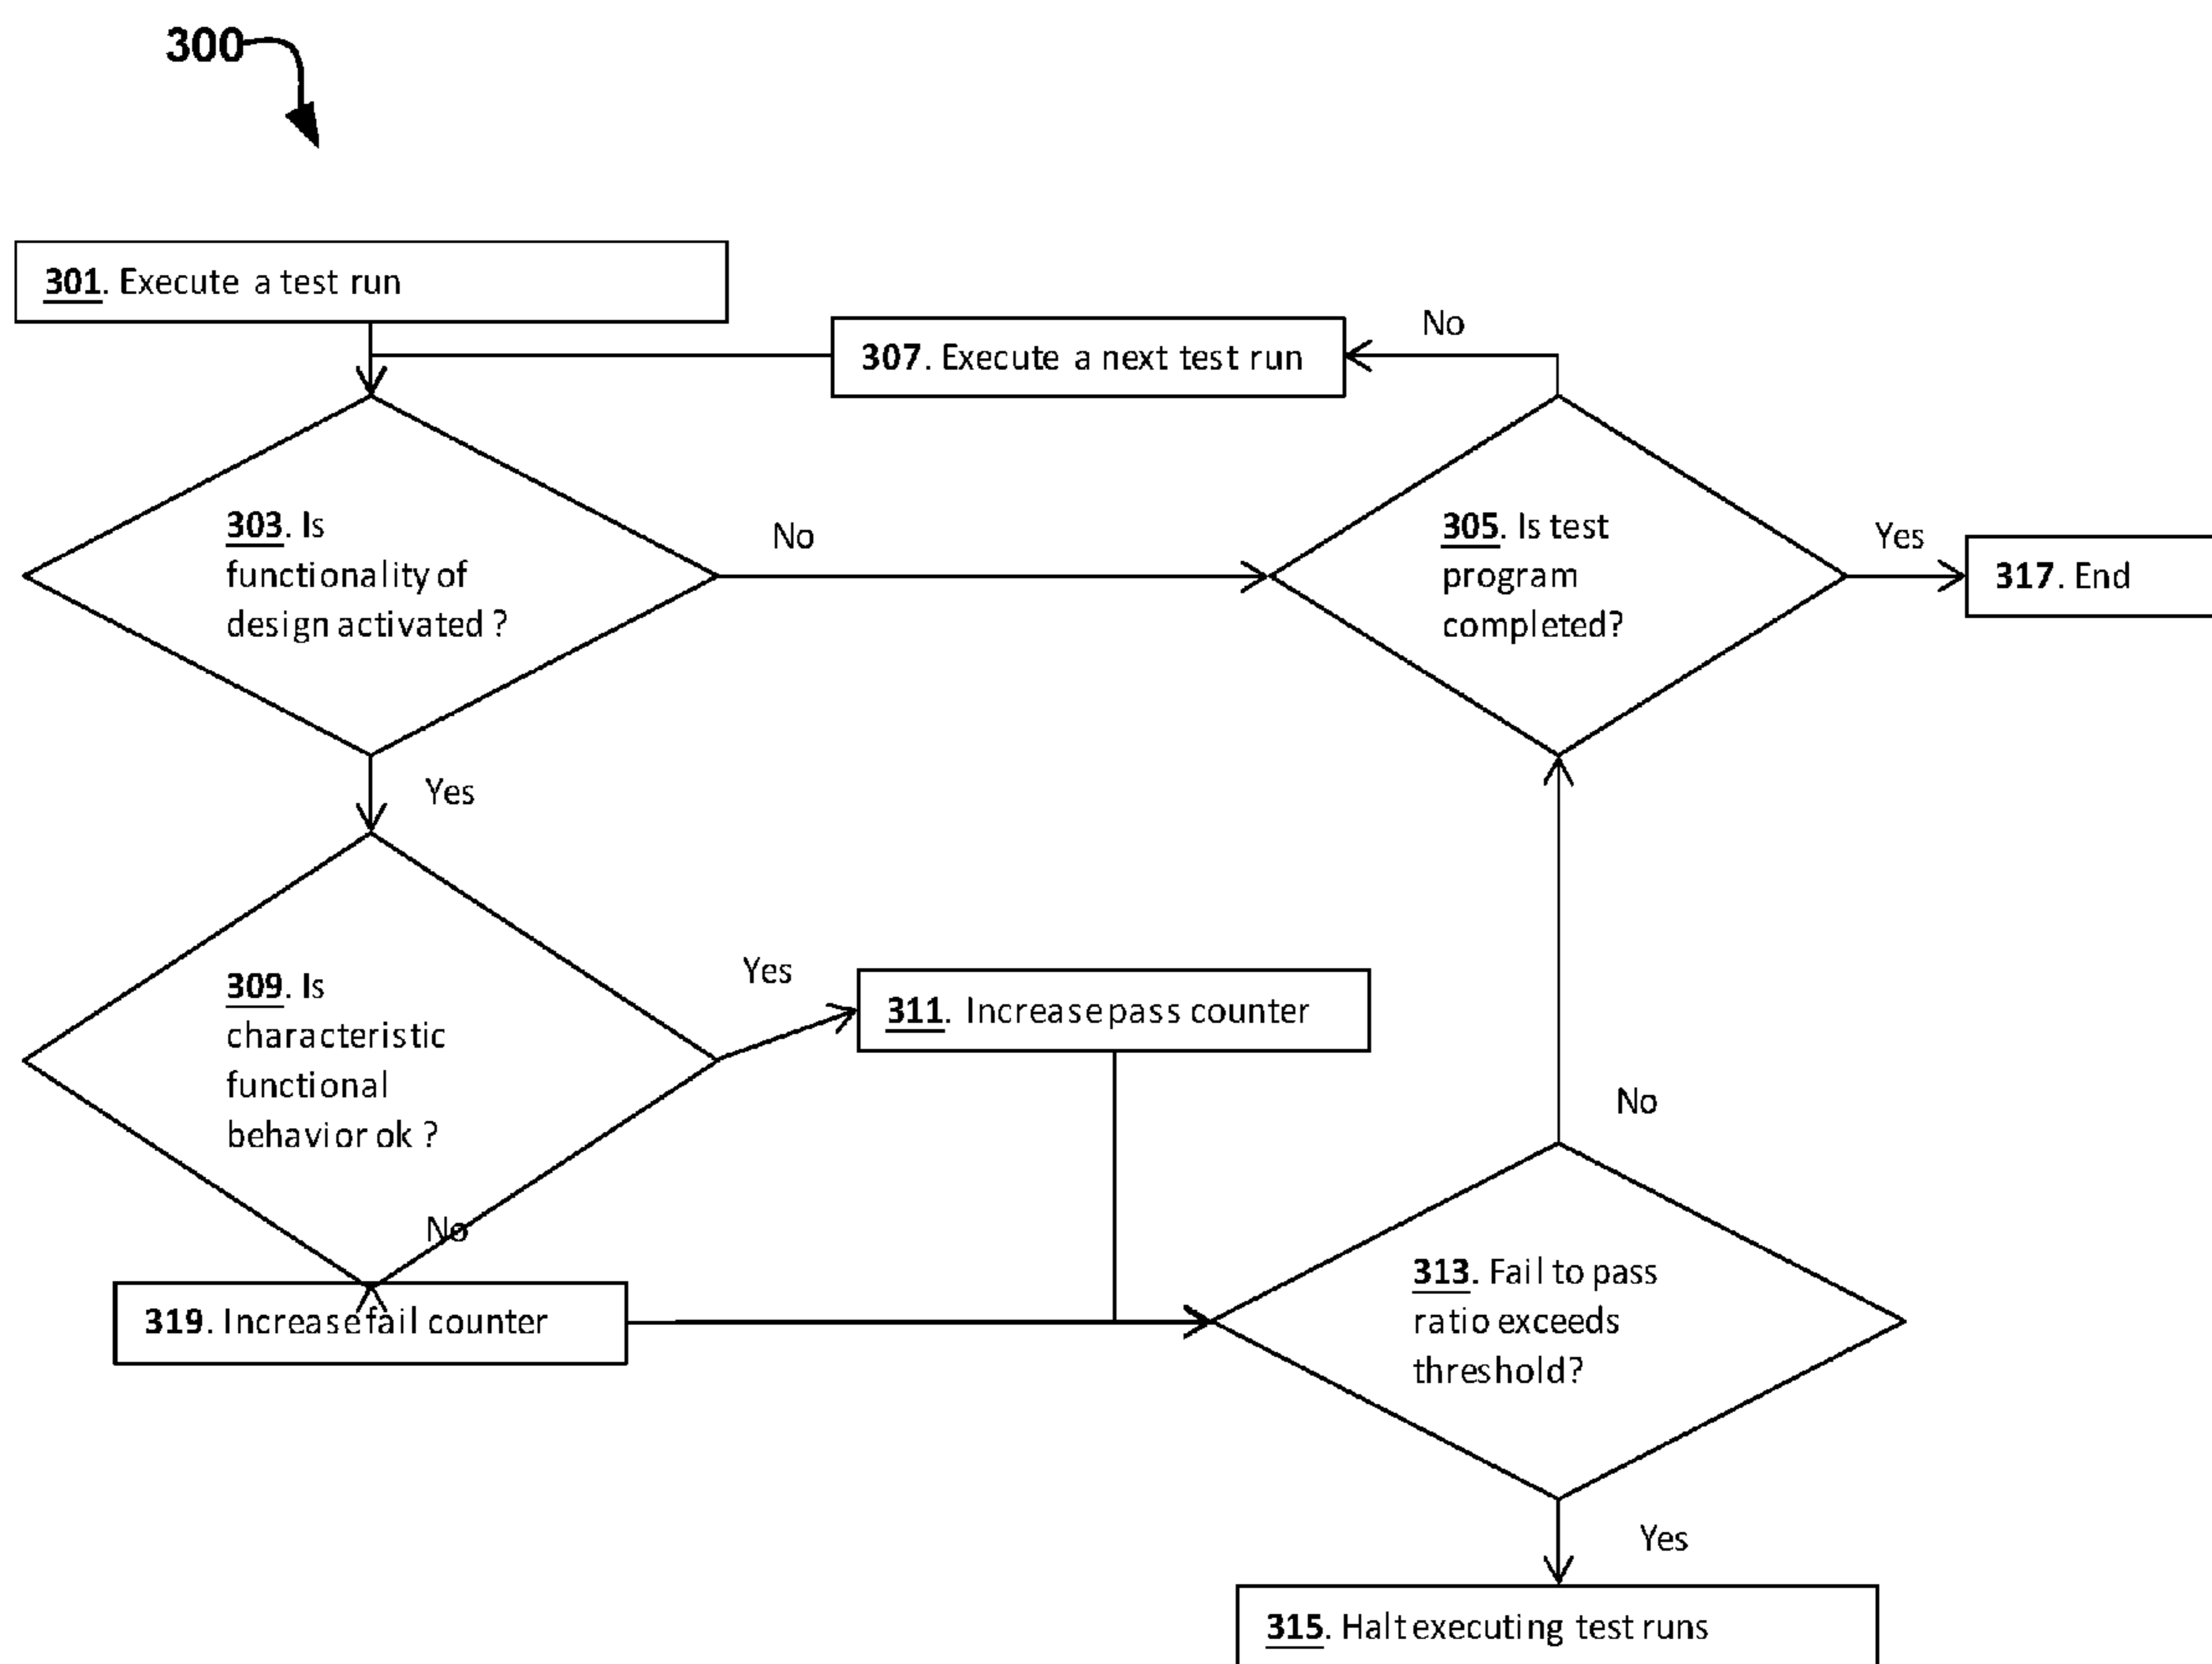 300
301. Execute a test run
No
307. Execute a next test run
303. Is
functionality of
design activated ?
No
305. Is test
program
completed?
Yes
317. End
Yes
309. Is
characteristic
functional
behavior ok ?
Yes
311. Increase pass counter
No
No
319. Increase fail counter
313. Fail to pass
ratio exceeds
threshold?
Yes
315. Halt executing test runs